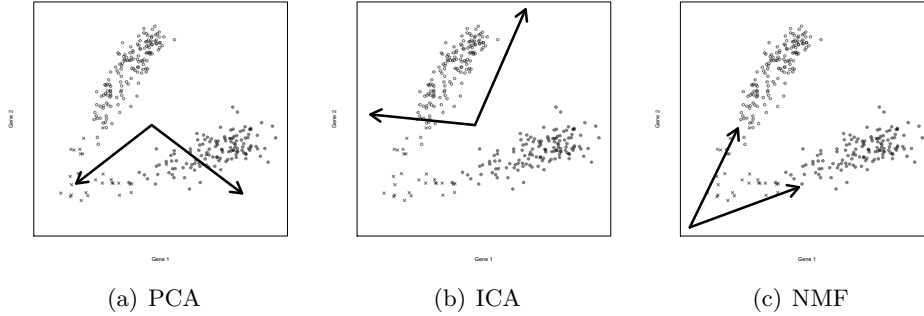 Gene 2
Gene 1
(a) PCA
Gene 2
Gene 1
(b) ICA
Gene 2
Gene 1
(c) NMF